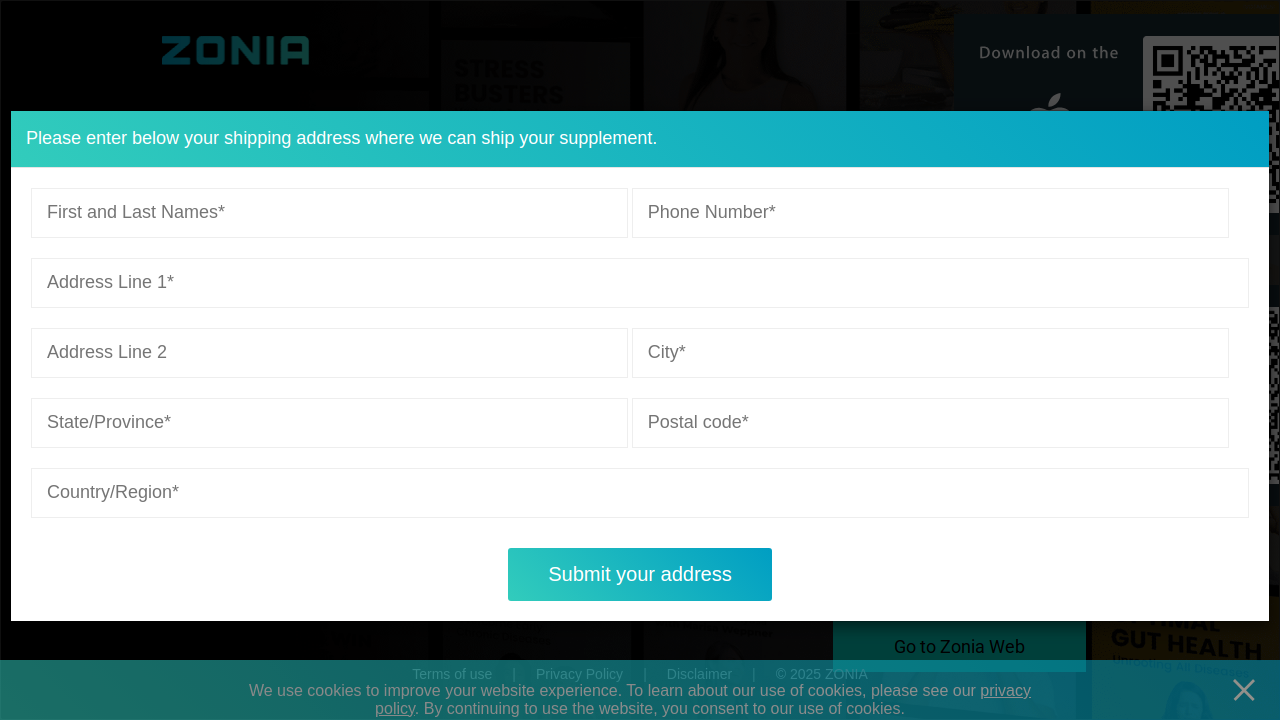 ZONIA
STRESS
BUSTERS
Download on the
Please enter below your shipping address where we can ship your supplement.
First and Last Names*
Phone Number*
Address Line 1*
Address Line 2
City*
State/Province*
Postal code*
Country/Region*
Submit your address
Go to Zonia Web
GUT HEALTH
Terms of use | Privacy Policy | Disclaimer | © 2025 ZONIA
We use cookies to improve your website experience. To learn about our use of cookies, please see our privacy
policy. By continuing to use the website, you consent to our use of cookies.